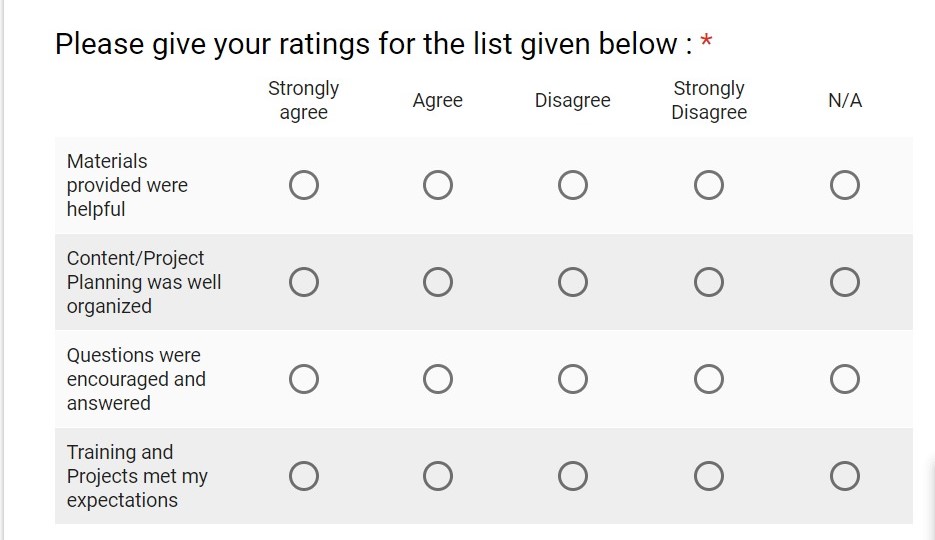 Please give your ratings for the list given below : *
Strongly agree
Agree
Disagree
Strongly Disagree
N/A
Materials
provided were
helpful
Content/Project
Planning was well
organized
Questions were
encouraged and
answered
Training and
Projects met my
expectations